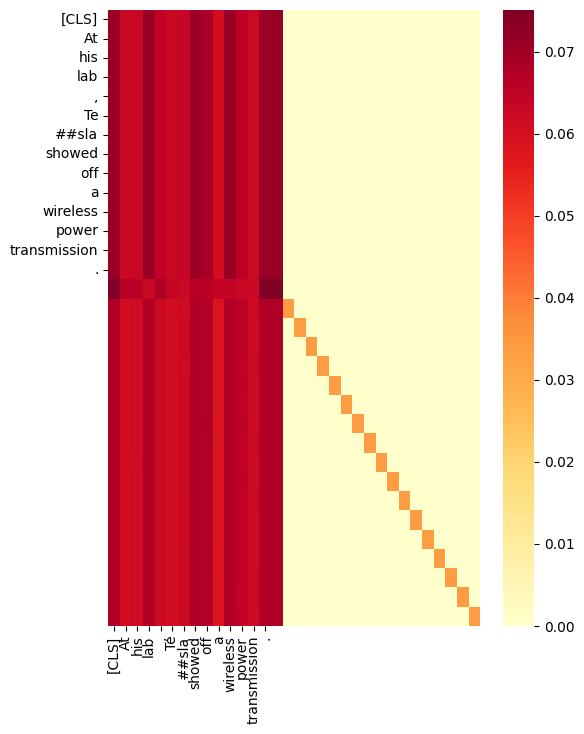 [CLS]
At
his
lab
,
Te
##sla
showed
off
a
wireless
power
transmission
.
0.07
0.06
0.05
0.04
0.03
0.02
0.01
0.00
[CLS]
At
his
lab
,
Te
##sla
showed
off
a
wireless
power
transmission
.